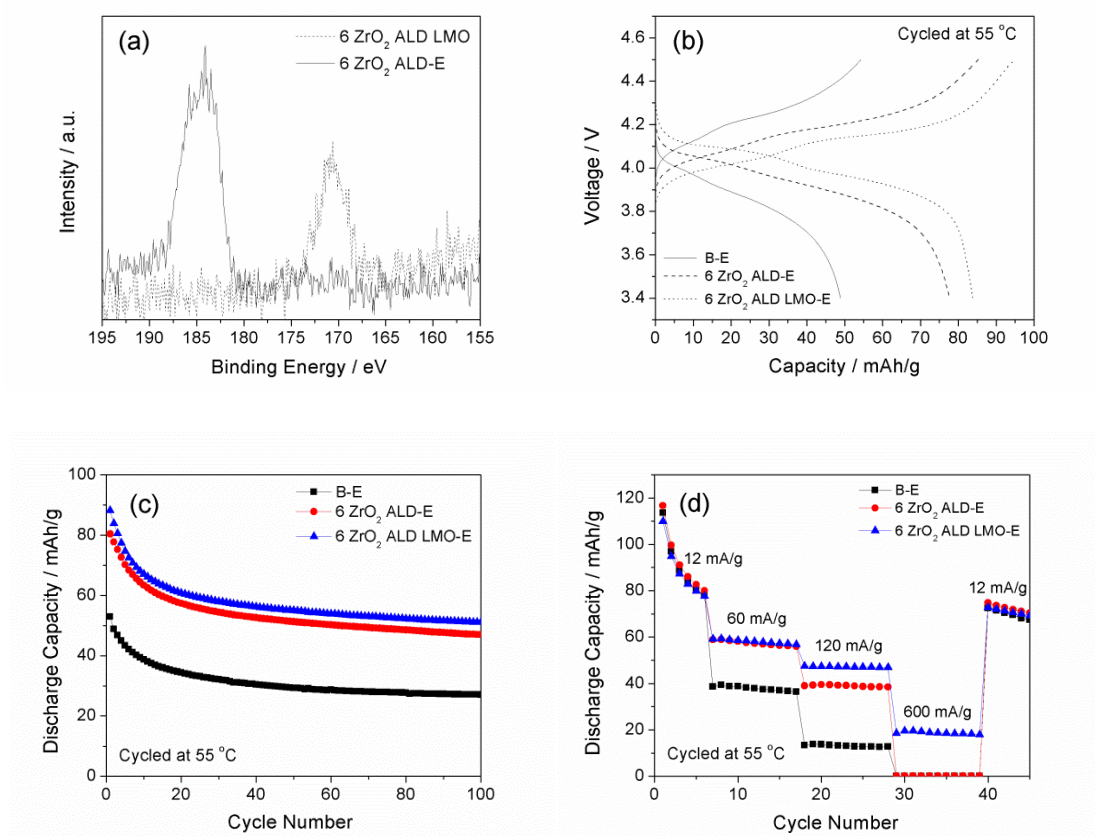 (a)
6 ZrO2 ALD LMO
6 ZrO2 ALD-E
Intensity / a.u.
195 190 185 180 175 170 165 160 155
Binding Energy / eV
(b)
Cycled at 55 °C
4.6
4.4
4.2
4.0
3.8
3.6
3.4
Voltage / V
B-E
6 ZrO2 ALD-E
6 ZrO2 ALD LMO-E
0 10 20 30 40 50 60 70 80 90 100
Capacity / mAh/g
(c)
B-E
6 ZrO2 ALD-E
6 ZrO2 ALD LMO-E
100
80
60
40
20
0
Discharge Capacity / mAh/g
Cycled at 55 °C
0 20 40 60 80 100
Cycle Number
(d)
B-E
6 ZrO2 ALD-E
6 ZrO2 ALD LMO-E
120
100
80
60
40
20
0
Discharge Capacity / mAh/g
12 mA/g
60 mA/g
120 mA/g
600 mA/g
12 mA/g
Cycled at 55 °C
0 10 20 30 40
Cycle Number